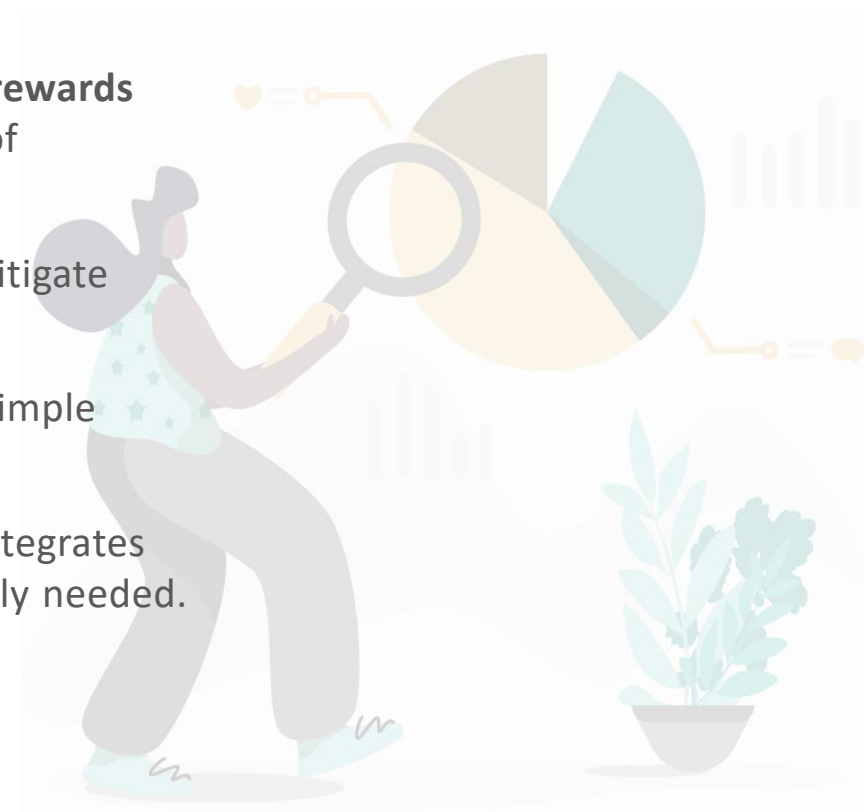 rewards
of
itigate
imple
tegrates
ly needed.